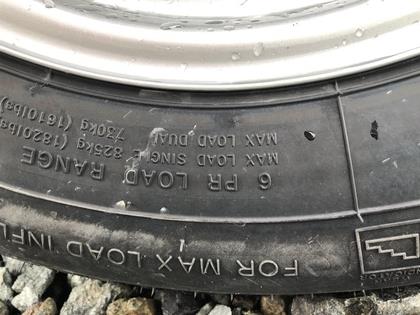 6 PR LOAD RANGE
MAX LOAD SINGLE 825kg (1820lbs)
MAX LOAD DUAL 730kg (1610lbs)
FOR MAX LOAD INFL